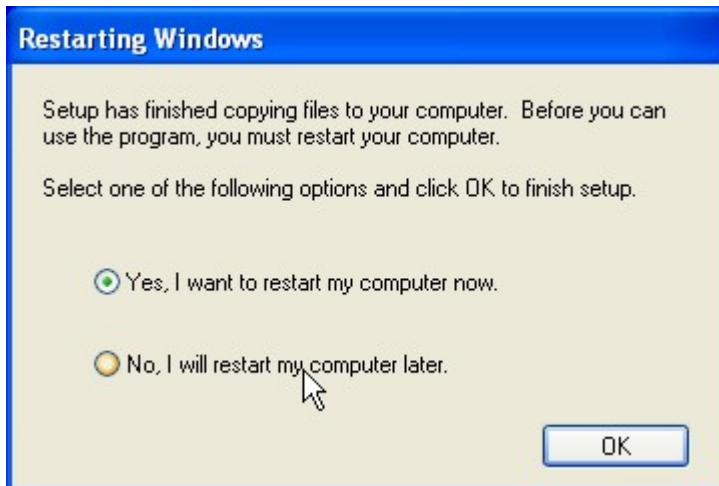 Restarting Windows
Setup has finished copying files to your computer.  Before you can
use the program, you must restart your computer.
Select one of the following options and click OK to finish setup.
Yes, I want to restart my computer now.
No, I will restart my computer later.
OK